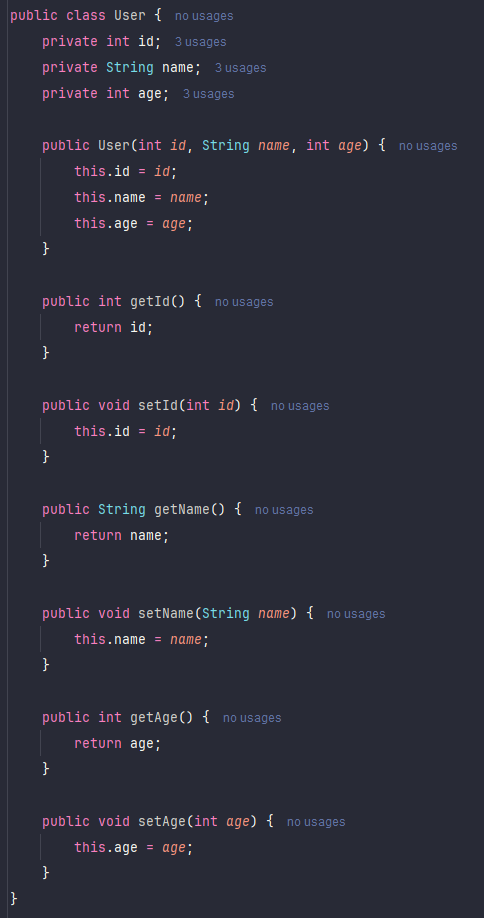 public class User { no usages
    private int id; 3 usages
    private String name; 3 usages
    private int age; 3 usages

    public User(int id, String name, int age) { no usages
        this.id = id;
        this.name = name;
        this.age = age;
    }

    public int getId() { no usages
        return id;
    }

    public void setId(int id) { no usages
        this.id = id;
    }

    public String getName() { no usages
        return name;
    }

    public void setName(String name) { no usages
        this.name = name;
    }

    public int getAge() { no usages
        return age;
    }

    public void setAge(int age) { no usages
        this.age = age;
    }
}